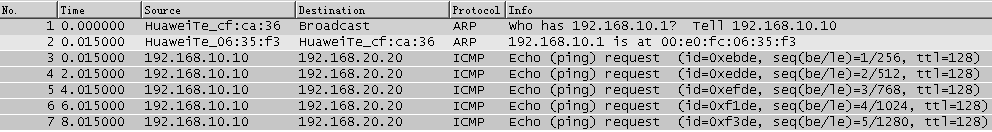 No. Time Source Destination Protocol Info
1 0.000000 HuaweiTe_cf:ca:36 Broadcast ARP Who has 192.168.10.1? Tell 192.168.10.10
2 0.015000 HuaweiTe_06:35:f3 HuaweiTe_cf:ca:36 ARP 192.168.10.1 is at 00:e0:fc:06:35:f3
3 0.015000 192.168.10.10 192.168.20.20 ICMP Echo (ping) request (id=0xebde, seq(be/le)=1/256, ttl=128)
4 2.015000 192.168.10.10 192.168.20.20 ICMP Echo (ping) request (id=0xedde, seq(be/le)=2/512, ttl=128)
5 4.015000 192.168.10.10 192.168.20.20 ICMP Echo (ping) request (id=0xefde, seq(be/le)=3/768, ttl=128)
6 6.015000 192.168.10.10 192.168.20.20 ICMP Echo (ping) request (id=0xf1de, seq(be/le)=4/1024, ttl=128)
7 8.015000 192.168.10.10 192.168.20.20 ICMP Echo (ping) request (id=0xf3de, seq(be/le)=5/1280, ttl=128)